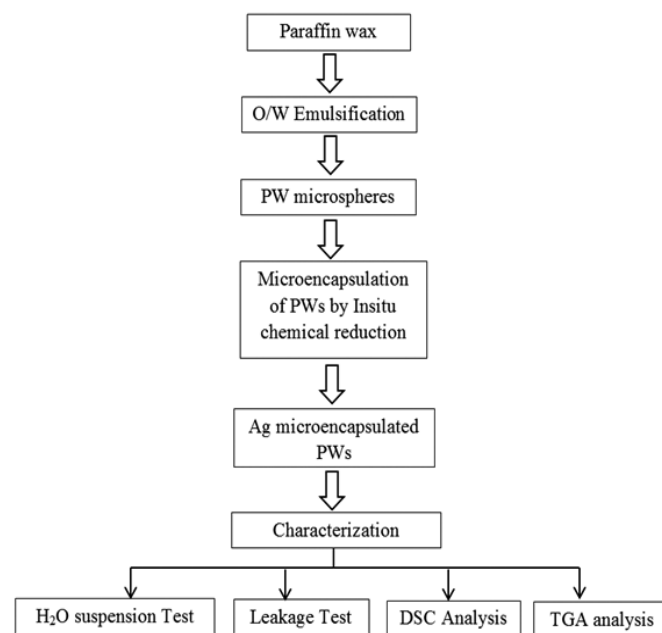 Paraffin wax
O/W Emulsification
PW microspheres
Microencapsulation
of PWs by Insitu
chemical reduction
Ag microencapsulated
PWs
Characterization
H₂O suspension Test
Leakage Test
DSC Analysis
TGA analysis